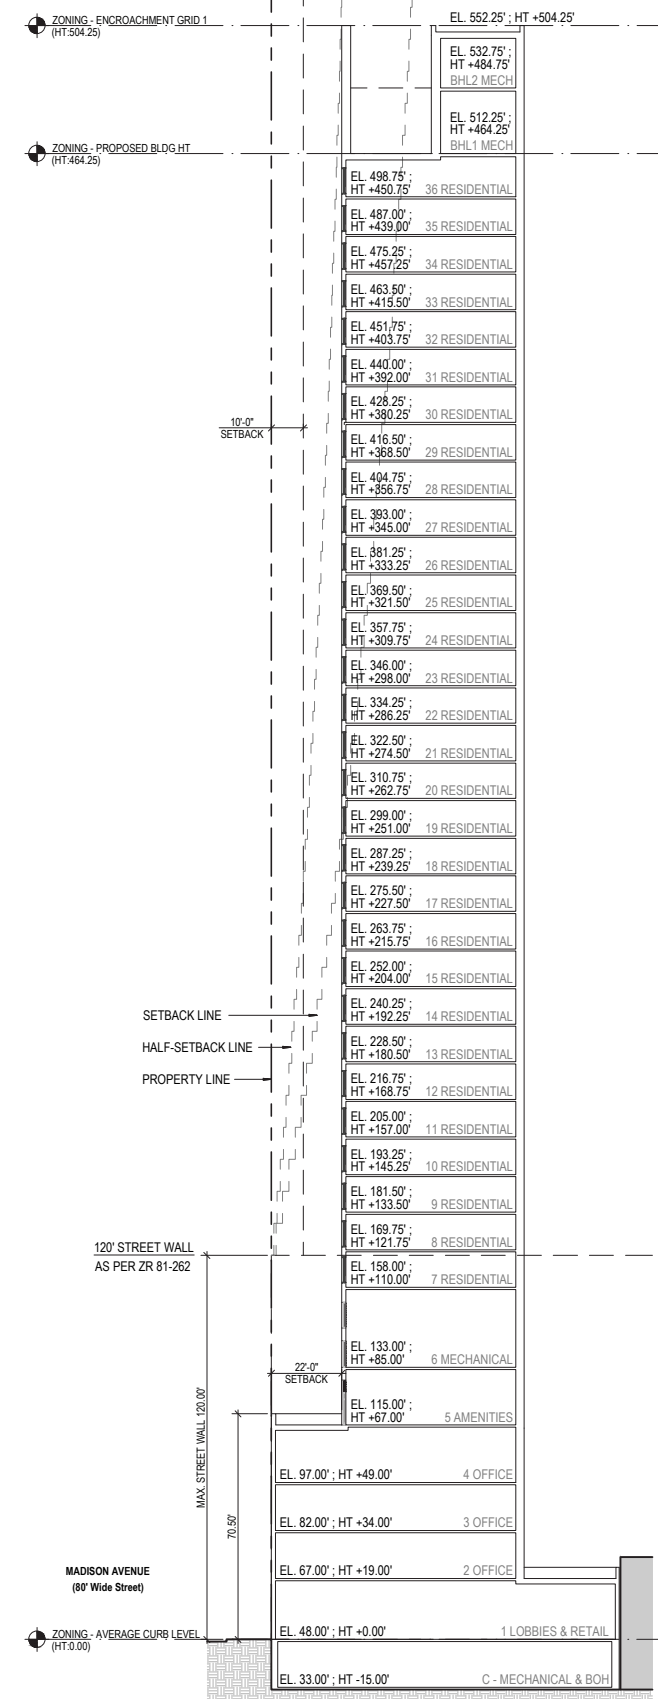 ZONING - ENCROACHMENT GRID 1
(HT:504.25)
EL. 552.25' ; HT +504.25'
EL. 532.75' ;
HT +484.75'
BHL2 MECH
EL. 512.25' ;
HT +464.25'
BHL1 MECH
ZONING - PROPOSED BLDG HT
(HT:464.25)
EL. 498.75' ;
HT +450.75' 36 RESIDENTIAL
EL. 487.00' ;
HT +439.00' 35 RESIDENTIAL
EL. 475.25' ;
HT +457.25' 34 RESIDENTIAL
EL. 463.50' ;
HT +415.50' 33 RESIDENTIAL
EL. 451.75' ;
HT +403.75' 32 RESIDENTIAL
EL. 440.00' ;
HT +392.00' 31 RESIDENTIAL
EL. 428.25' ;
HT +380.25' 30 RESIDENTIAL
10'-0"
SETBACK
EL. 416.50' ;
HT +368.50' 29 RESIDENTIAL
EL. 404.75' ;
HT +356.75' 28 RESIDENTIAL
EL. 393.00' ;
HT +345.00' 27 RESIDENTIAL
EL. 381.25' ;
HT +333.25' 26 RESIDENTIAL
EL. 369.50' ;
HT +321.50' 25 RESIDENTIAL
EL. 357.75' ;
HT +309.75' 24 RESIDENTIAL
EL. 346.00' ;
HT +298.00' 23 RESIDENTIAL
EL. 334.25' ;
HT +286.25' 22 RESIDENTIAL
EL. 322.50' ;
HT +274.50' 21 RESIDENTIAL
EL. 310.75' ;
HT +262.75' 20 RESIDENTIAL
EL. 299.00' ;
HT +251.00' 19 RESIDENTIAL
EL. 287.25' ;
HT +239.25' 18 RESIDENTIAL
EL. 275.50' ;
HT +227.50' 17 RESIDENTIAL
EL. 263.75' ;
HT +215.75' 16 RESIDENTIAL
EL. 252.00' ;
HT +204.00' 15 RESIDENTIAL
EL. 240.25' ;
HT +192.25' 14 RESIDENTIAL
SETBACK LINE
EL. 228.50' ;
HT +180.50' 13 RESIDENTIAL
HALF-SETBACK LINE
EL. 216.75' ;
HT +168.75' 12 RESIDENTIAL
PROPERTY LINE
EL. 205.00' ;
HT +157.00' 11 RESIDENTIAL
EL. 193.25' ;
HT +145.25' 10 RESIDENTIAL
EL. 181.50' ;
HT +133.50' 9 RESIDENTIAL
EL. 169.75' ;
HT +121.75' 8 RESIDENTIAL
120' STREET WALL
AS PER ZR 81-262
EL. 158.00' ;
HT +110.00' 7 RESIDENTIAL
EL. 133.00' ;
HT +85.00' 6 MECHANICAL
22'-0"
SETBACK
EL. 115.00' ;
HT +67.00' 5 AMENITIES
MAX. STREET WALL 120.00'
70.50'
EL. 97.00' ; HT +49.00' 4 OFFICE
EL. 82.00' ; HT +34.00' 3 OFFICE
EL. 67.00' ; HT +19.00' 2 OFFICE
MADISON AVENUE
(80' Wide Street)
ZONING - AVERAGE CURB LEVEL
(HT:0.00)
EL. 48.00' ; HT +0.00' 1 LOBBIES & RETAIL
EL. 33.00' ; HT -15.00' C - MECHANICAL & BOH